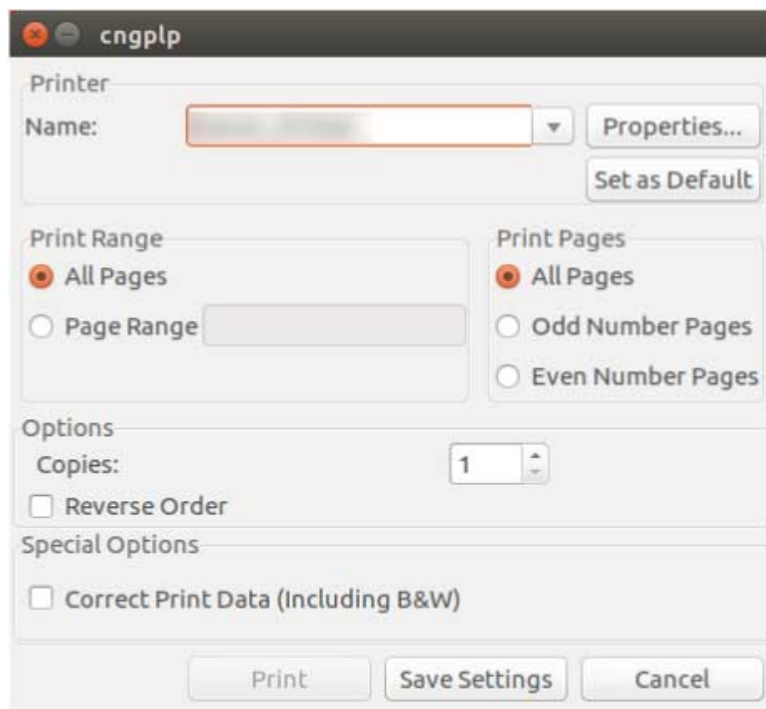 cngplp
Printer
Name:
Properties...
Set as Default
Print Range
All Pages
Page Range
Print Pages
All Pages
Odd Number Pages
Even Number Pages
Options
Copies:
1
Reverse Order
Special Options
Correct Print Data (Including B&W)
Print
Save Settings
Cancel